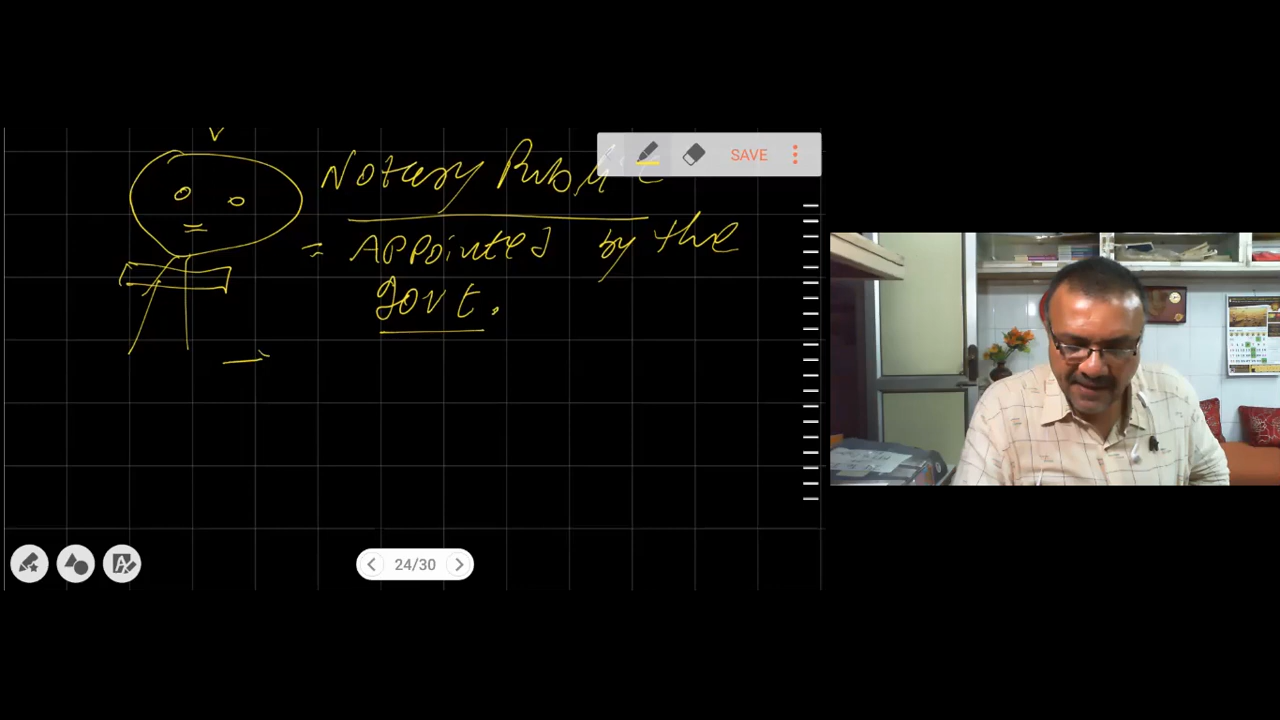 Notary Public
SAVE
= Appointed by the
govt.
24/30